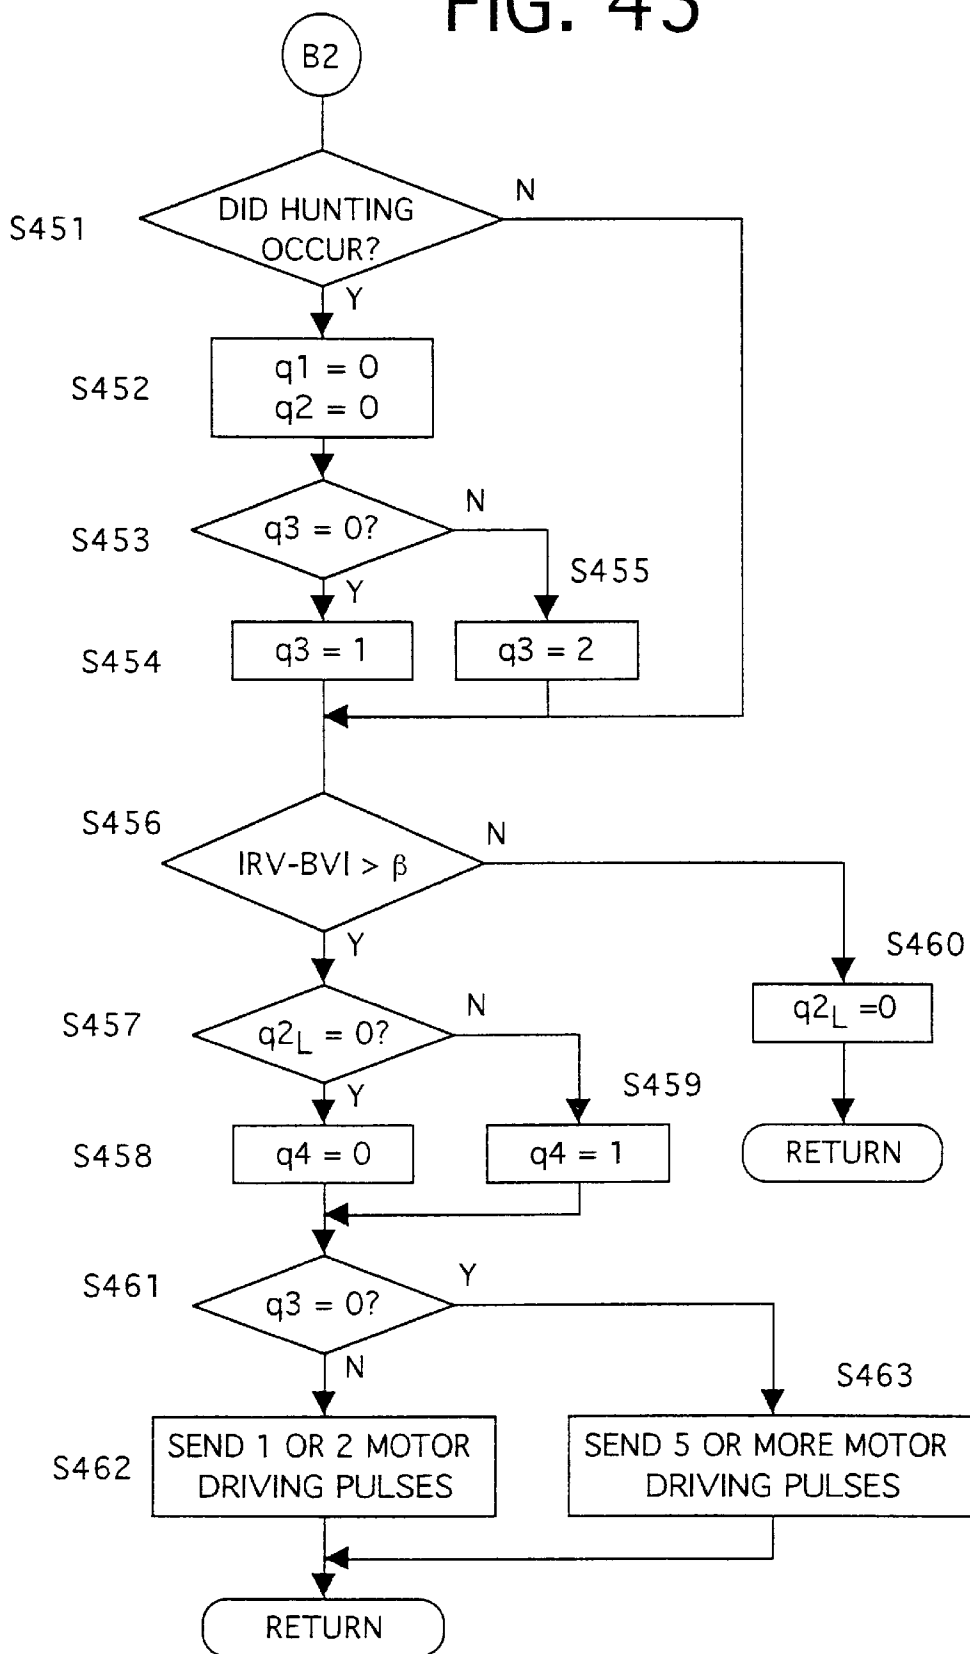 FIG. 45
B2
S451
DID HUNTING
OCCUR?
N
Y
S452
q1 = 0
q2 = 0
S453
q3 = 0?
N
Y
S455
S454
q3 = 1
q3 = 2
S456
IRV-BVI > β
N
Y
S460
q2L =0
S457
q2L = 0?
N
Y
S459
S458
q4 = 0
q4 = 1
RETURN
S461
q3 = 0?
Y
N
S463
S462
SEND 1 OR 2 MOTOR
DRIVING PULSES
SEND 5 OR MORE MOTOR
DRIVING PULSES
RETURN